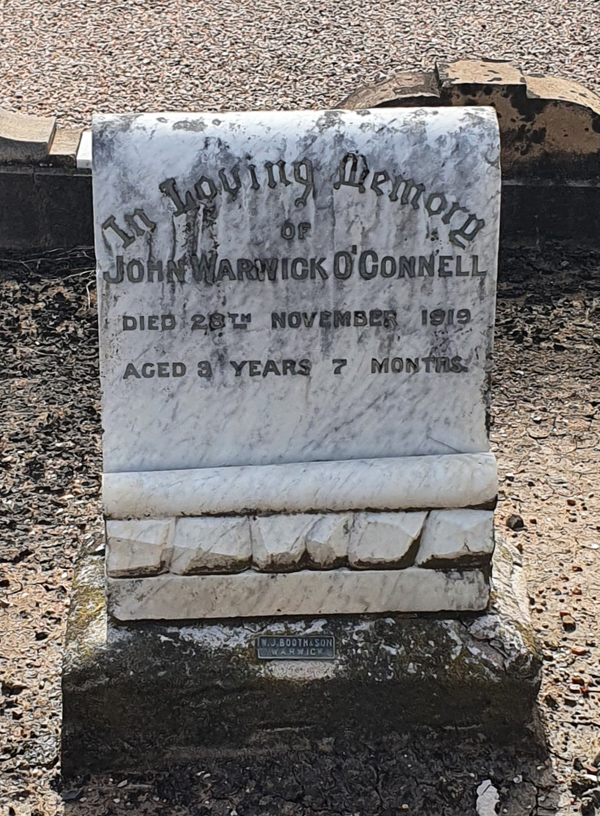 In Loving Memory
OF
JOHN WARWICK O'CONNELL
DIED 28TH NOVEMBER 1919
AGED 3 YEARS 7 MONTHS.
W.J. BOOTH & SON
WARWICK